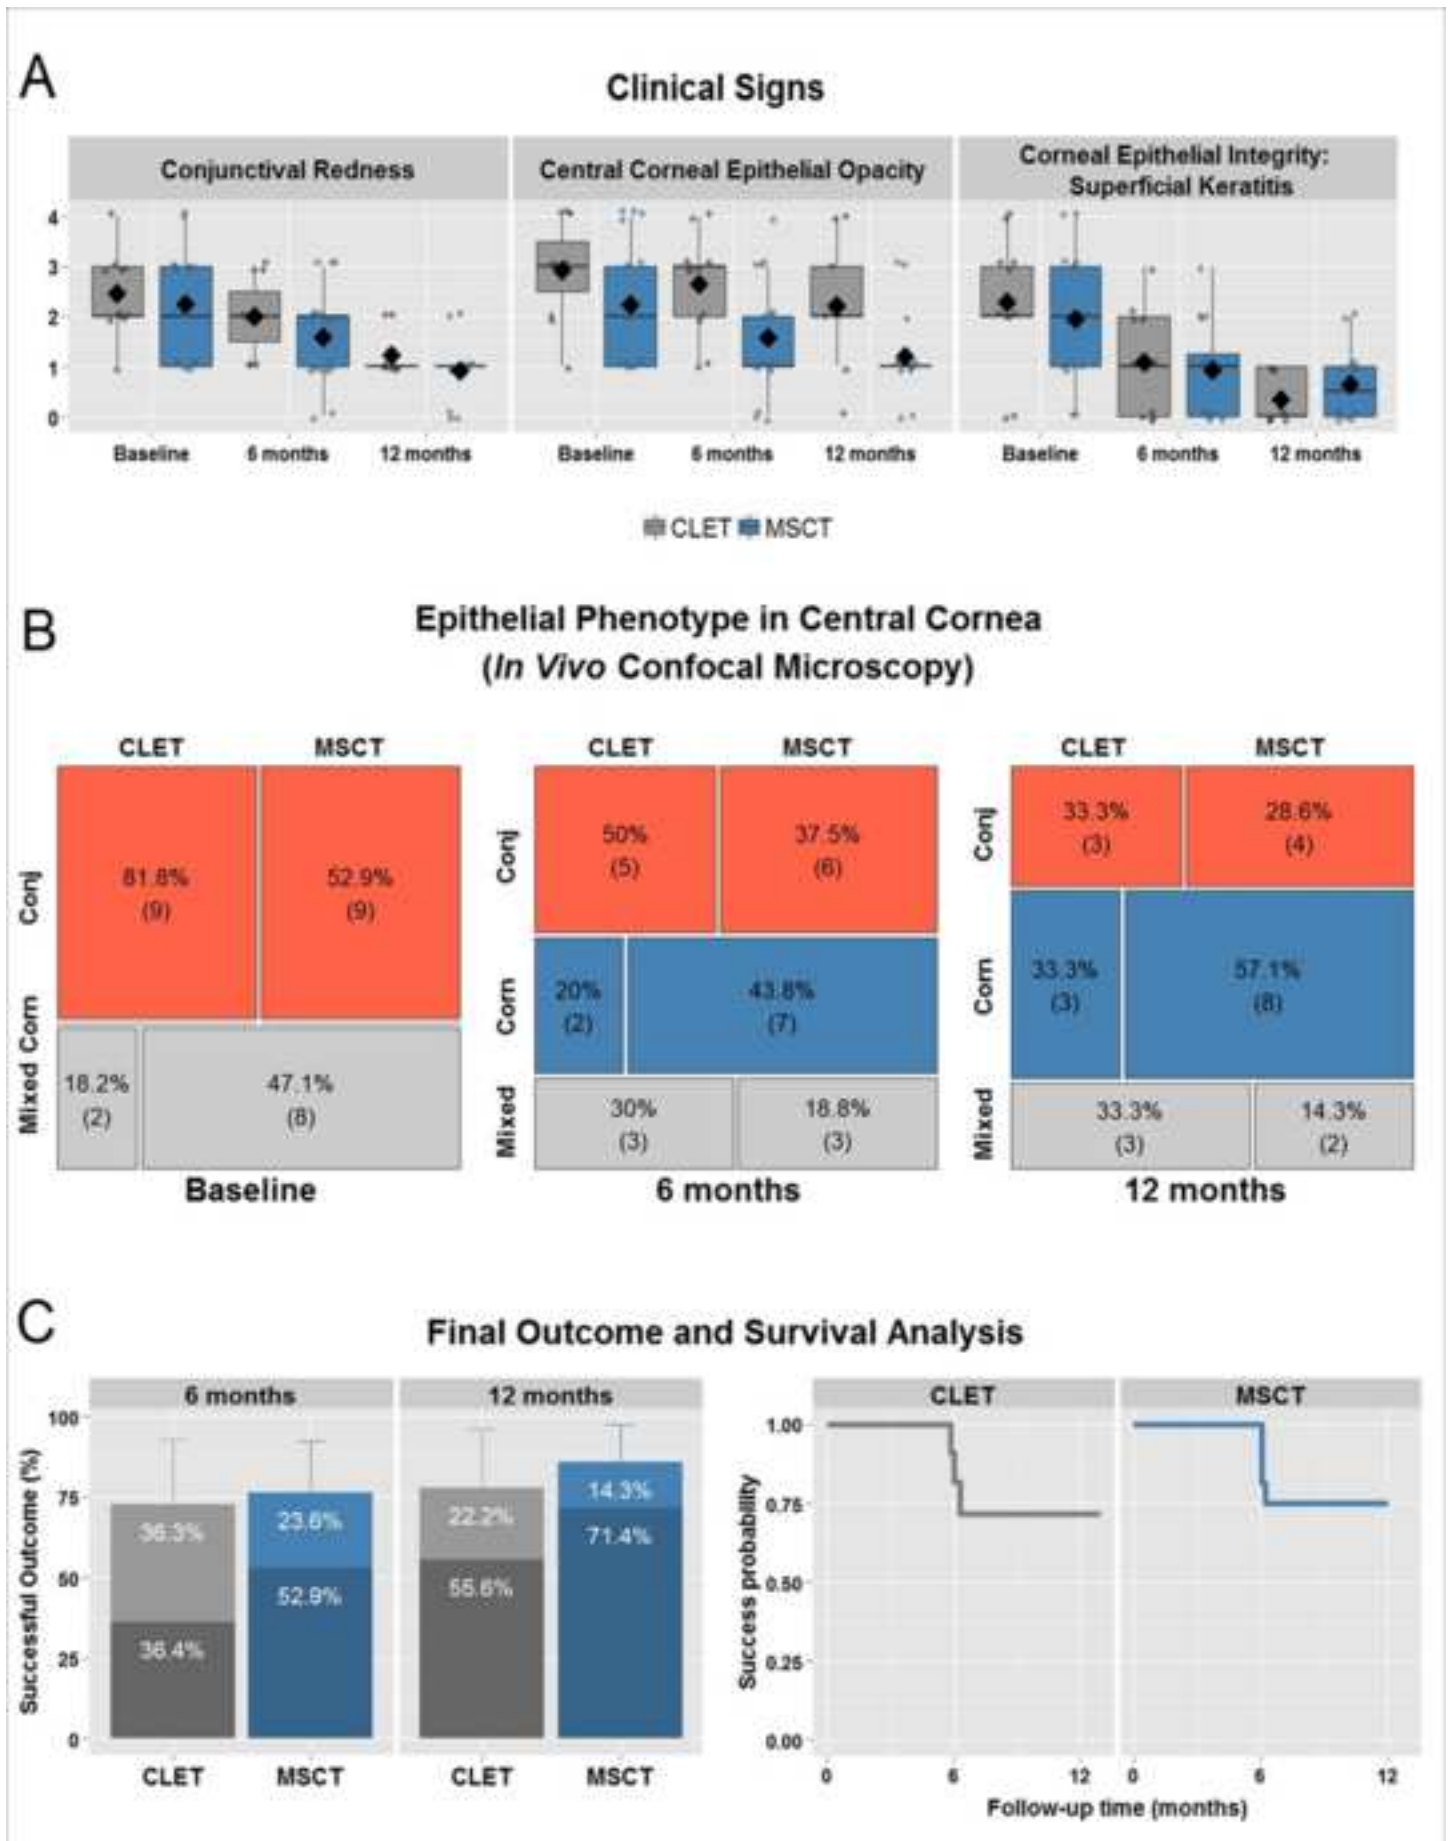 A
Clinical Signs
Conjunctival Redness
Central Corneal Epithelial Opacity
Corneal Epithelial Integrity:
Superficial Keratitis
4
3
2
1
0
Baseline 6 months 12 months
Baseline 6 months 12 months
Baseline 6 months 12 months
CLET MSCT
B
Epithelial Phenotype in Central Cornea
(In Vivo Confocal Microscopy)
CLET MSCT
Conj
81.8% 52.9%
(9) (9)
Corn
Mixed
18.2% 47.1%
(2) (8)
Baseline
CLET MSCT
Conj
50% 37.5%
(5) (6)
Corn
20% 43.8%
(2) (7)
Mixed
30% 18.8%
(3) (3)
6 months
CLET MSCT
Conj
33.3% 28.6%
(3) (4)
Corn
33.3% 57.1%
(3) (8)
Mixed
33.3% 14.3%
(3) (2)
12 months
C
Final Outcome and Survival Analysis
Successful Outcome (%)
100
75
50
25
0
6 months
36.3% 23.6%
36.4% 52.9%
CLET MSCT
12 months
22.2% 14.3%
55.6% 71.4%
CLET MSCT
Success probability
1.00
0.75
0.50
0.25
0.00
CLET MSCT
0 6 12 0 6 12
Follow-up time (months)